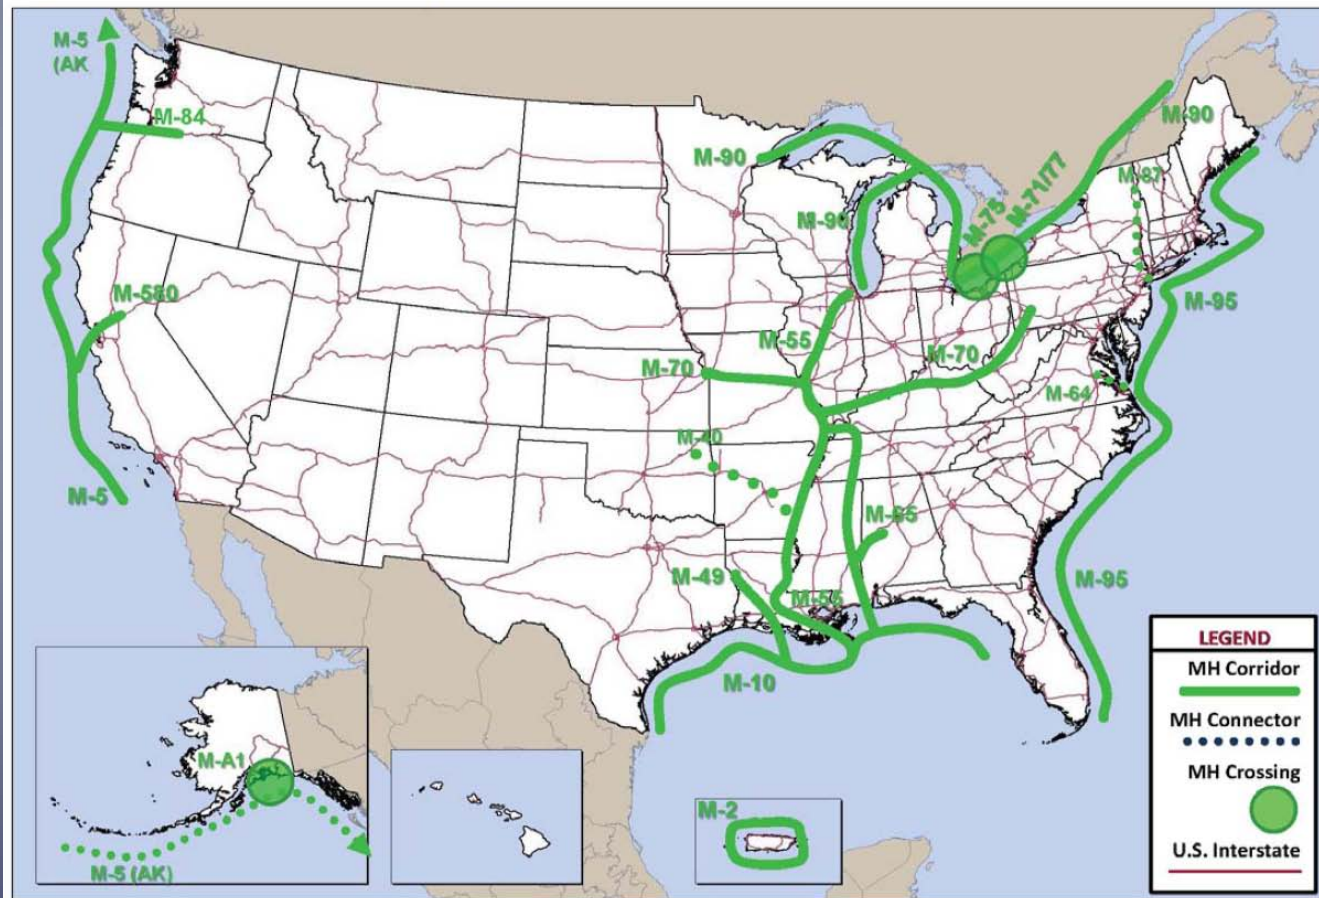 M-5
(AK
M-84
M-90
M-90
M-90
M-87
M-75
M-71/77
M-580
M-95
M-55
M-70
M-70
M-64
M-40
M-65
M-5
M-49
M-55
M-95
M-10
LEGEND
MH Corridor
MH Connector
MH Crossing
U.S. Interstate
M-A1
M-5 (AK)
M-2